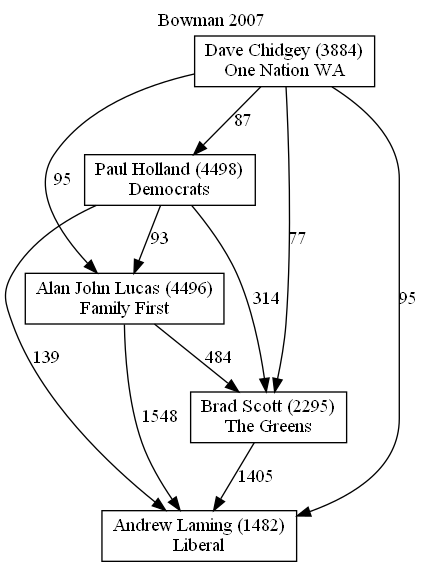 Bowman 2007
Dave Chidgey (3884)
One Nation WA
87
Paul Holland (4498)
Democrats
95
93
77
Alan John Lucas (4496)
Family First
314
95
139
484
Brad Scott (2295)
The Greens
1548
1405
Andrew Laming (1482)
Liberal